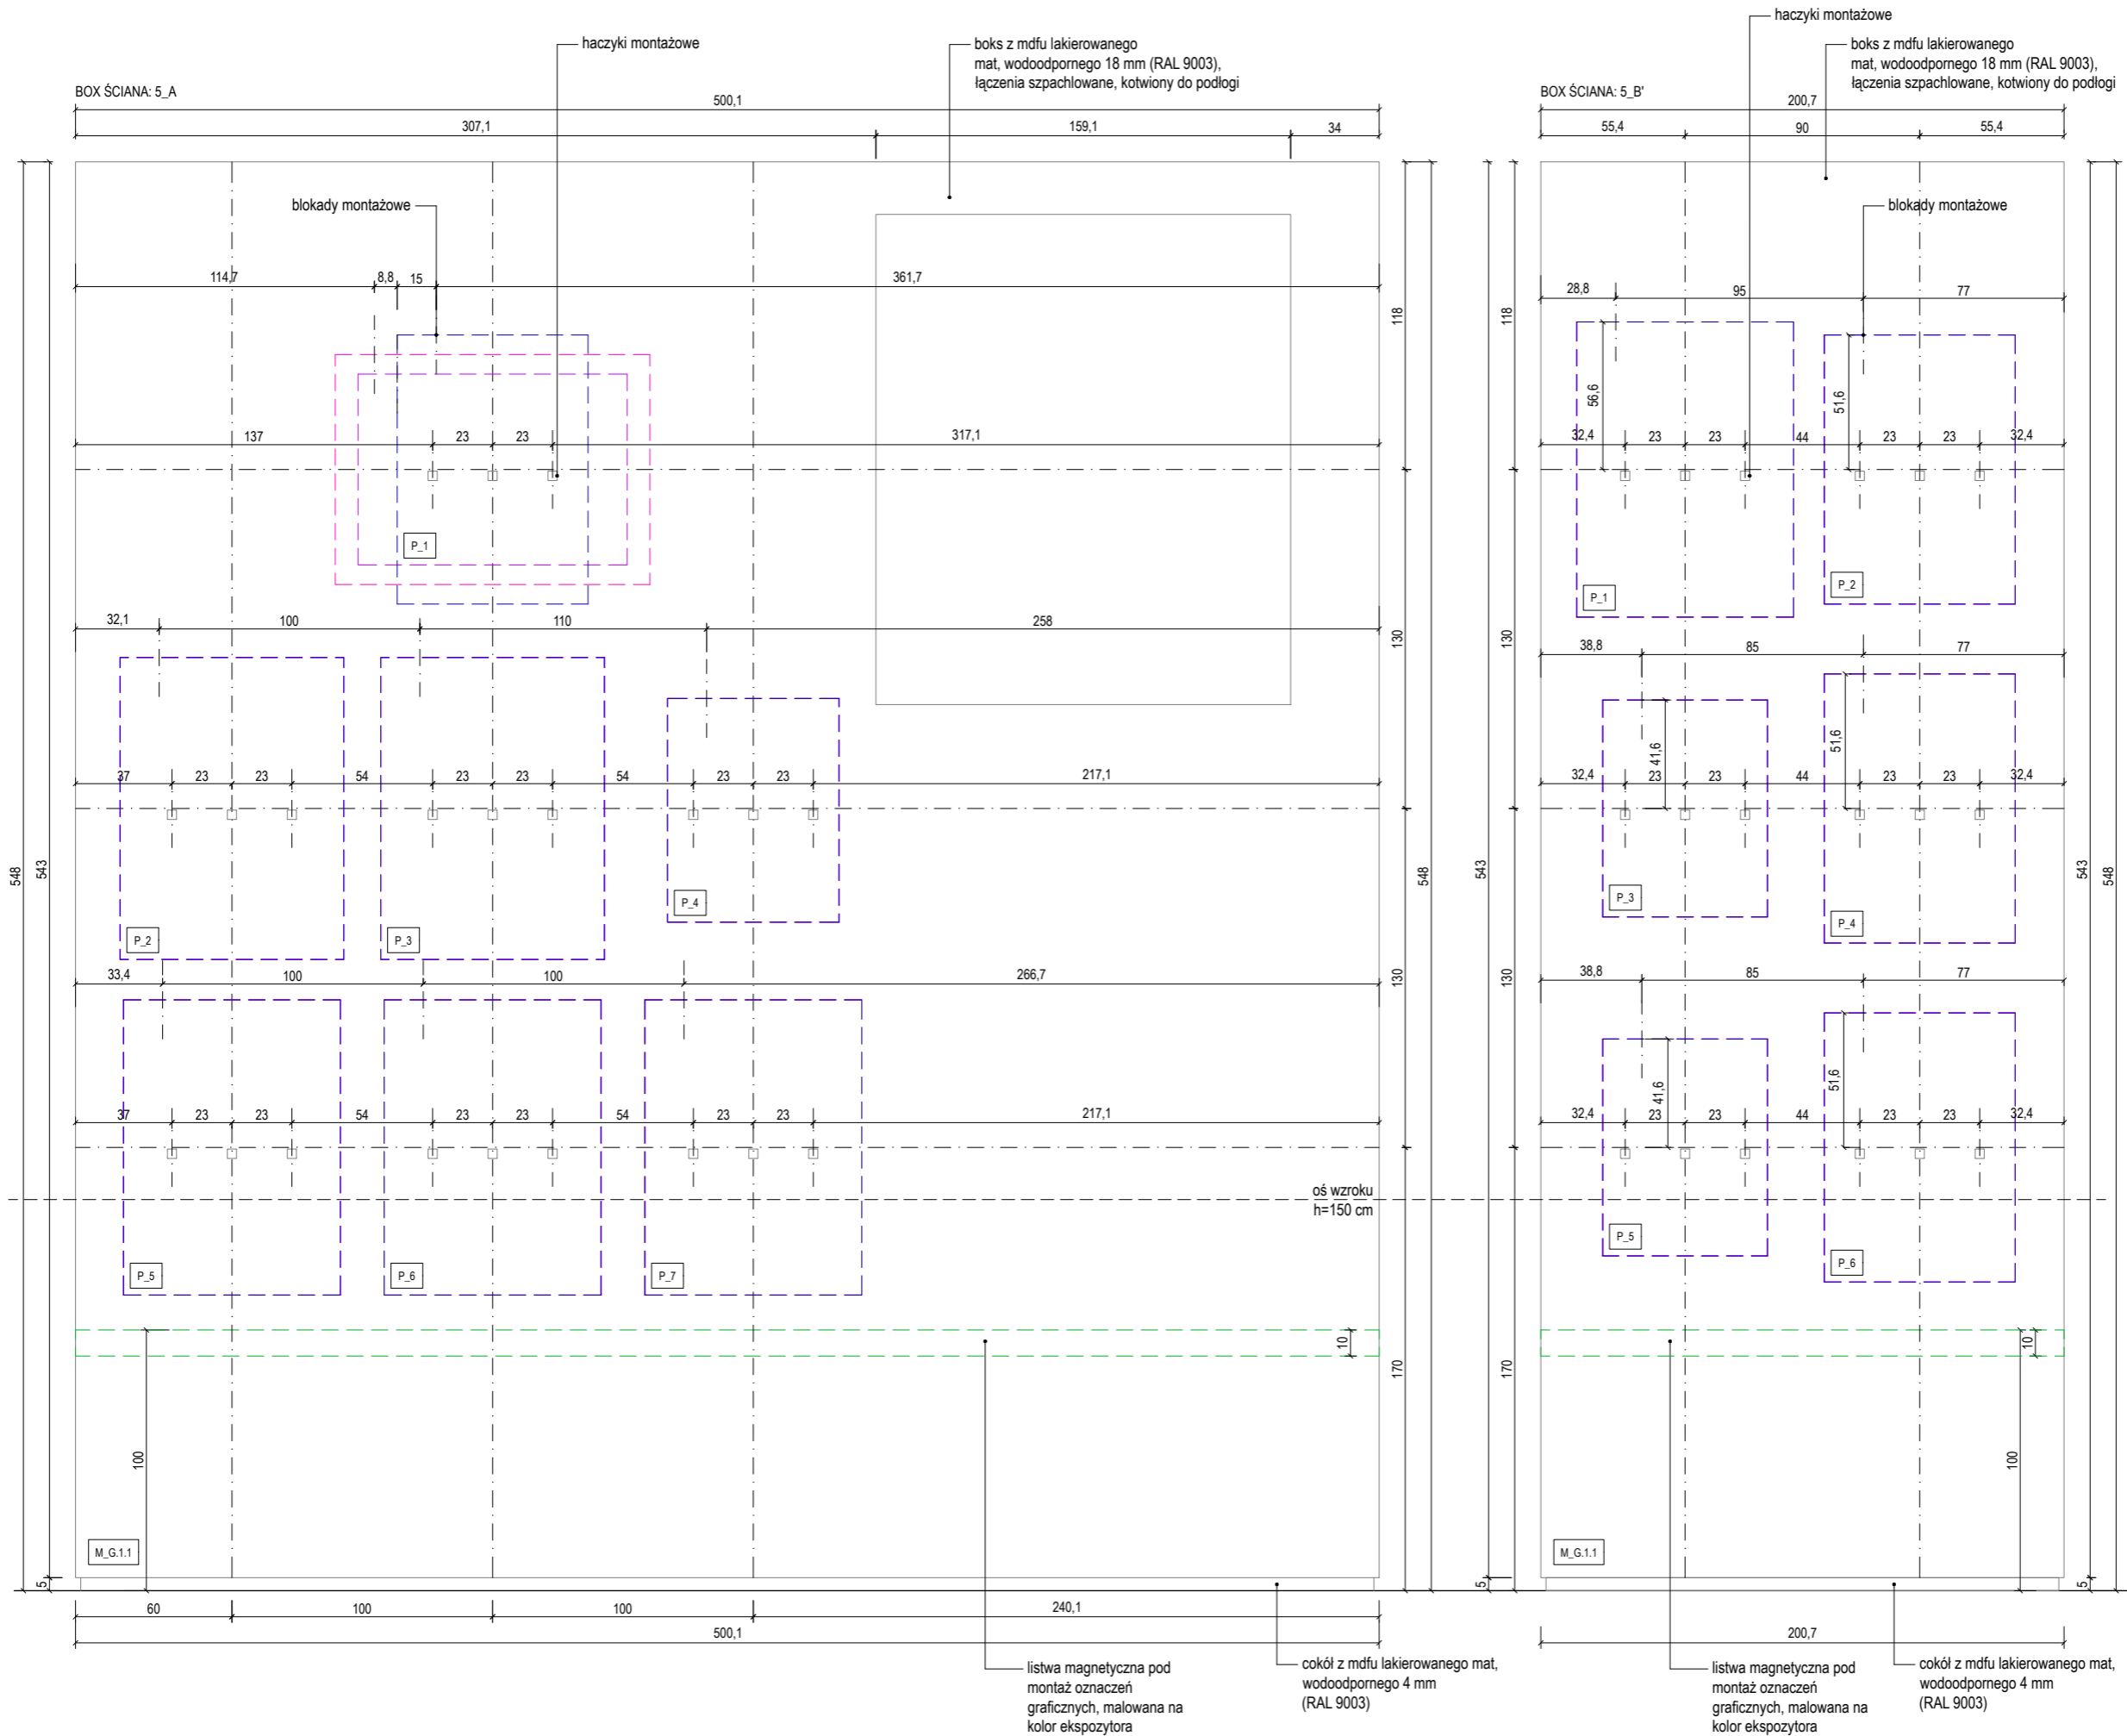 haczyki montażowe
boks z mdfu lakierowanego
mat, wodoodpornego 18 mm (RAL 9003),
łączenia szpachlowane, kotwiony do podłogi
BOX ŚCIANA: 5_A
500,1
307,1 159,1 34
blokady montażowe
114,7 8,8 15 361,7
118
137 23 23 317,1
P_1
32,1 100 110 258
130
37 23 23 54 23 23 54 23 23 217,1
548 543 548
P_4
P_2 P_3
33,4 100 100 266,7
130
37 23 23 54 23 23 54 23 23 217,1
oś wzroku
h=150 cm
P_5 P_6 P_7
10
170
100
M_G.1.1
5
60 100 100 240,1
500,1
listwa magnetyczna pod
montaż oznaczeń
graficznych, malowana na
kolor ekspozytora
cokół z mdfu lakierowanego mat,
wodoodpornego 4 mm
(RAL 9003)
haczyki montażowe
boks z mdfu lakierowanego
mat, wodoodpornego 18 mm (RAL 9003),
łączenia szpachlowane, kotwiony do podłogi
BOX ŚCIANA: 5_B'
200,7
55,4 90 55,4
blokady montażowe
28,8 95 77
118
56,6 51,6
32,4 23 23 44 23 23 32,4
P_1 P_2
130
38,8 85 77
41,6 51,6
32,4 23 23 44 23 23 32,4
543 543 548
P_3 P_4
130
38,8 85 77
41,6 51,6
32,4 23 23 44 23 23 32,4
P_5 P_6
10
170
100
M_G.1.1
5 5
200,7
listwa magnetyczna pod
montaż oznaczeń
graficznych, malowana na
kolor ekspozytora
cokół z mdfu lakierowanego mat,
wodoodpornego 4 mm
(RAL 9003)